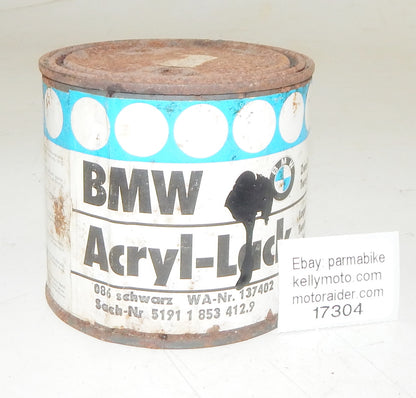 BMW
BMW
Acryl-Lack
086 schwarz WA-Nr. 137402
Sach-Nr 5191 1 853 412.9
Ebay: parmabike
kellymoto.com
motoraider.com
17304